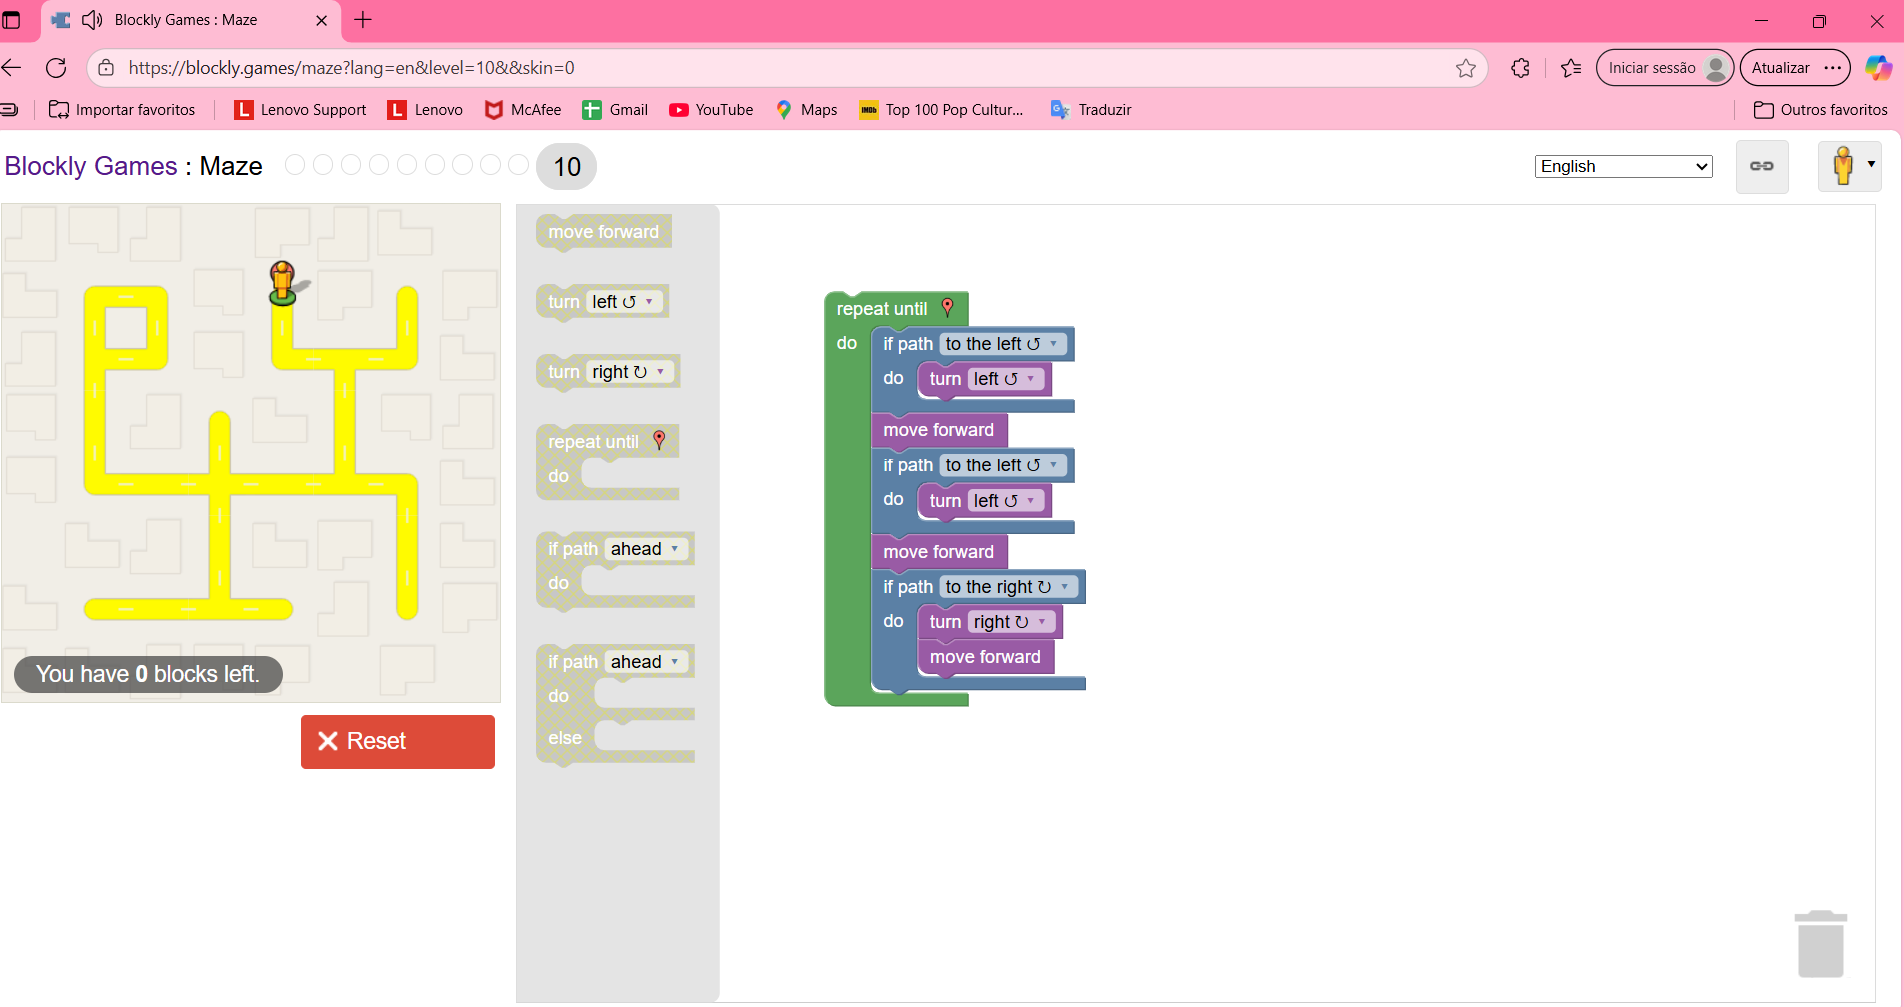 Blockly Games : Maze
https://blockly.games/maze?lang=en&level=10&&skin=0
Iniciar sessão
Atualizar
Importar favoritos
Lenovo Support
Lenovo
McAfee
Gmail
YouTube
Maps
IMDb Top 100 Pop Cultur...
Traduzir
Outros favoritos
Blockly Games : Maze 10
English
move forward
turn left ↺
turn right ↻
repeat until
do
if path ahead
do
if path ahead
do
else
repeat until
do if path to the left ↺
do turn left ↺
move forward
if path to the left ↺
do turn left ↺
move forward
if path to the right ↻
do turn right ↻
move forward
You have 0 blocks left.
Reset